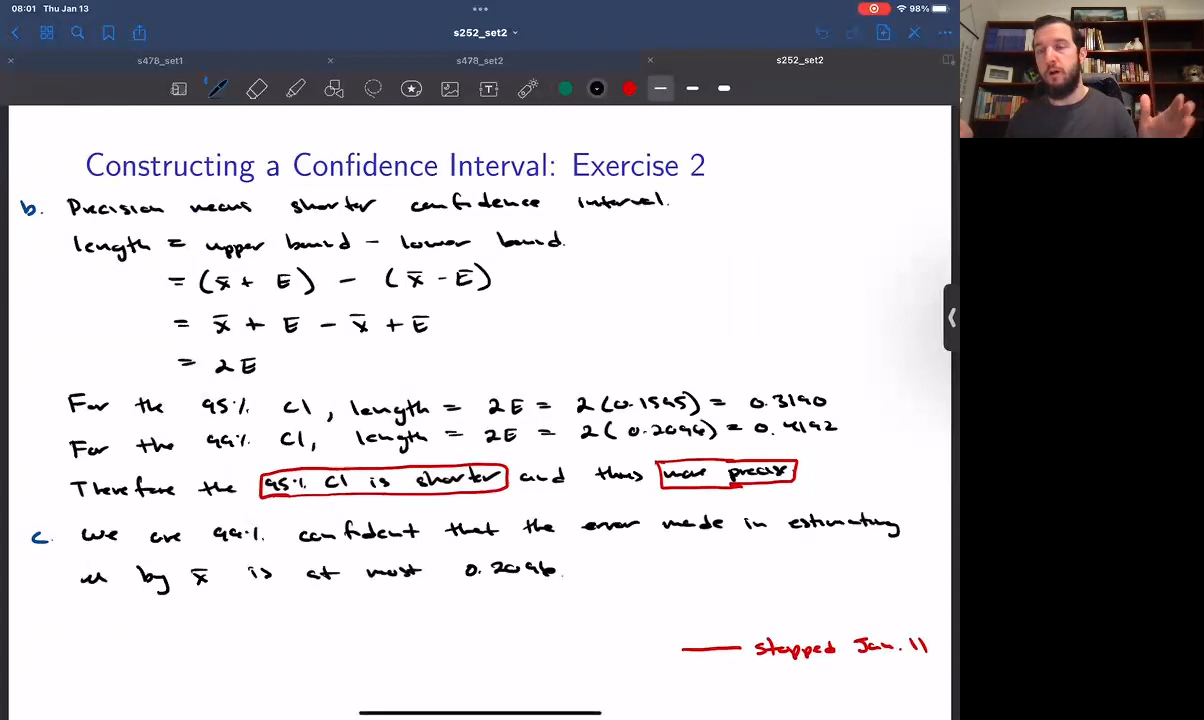 08:01 Thu Jan 13
98%
s252_set2
s478_set1
s478_set2
s252_set2
Constructing a Confidence Interval: Exercise 2
b. Precision means shorter confidence interval.
length = upper bound - lower bound.
= (x̄ + E) - (x̄ - E)
= x̄ + E - x̄ + E
= 2E
For the 95% CI, length = 2E = 2(0.1595) = 0.3190
For the 99% CI, length = 2E = 2(0.2096) = 0.4192
Therefore the 95% CI is shorter and thus more precise
c. We are 99% confident that the error made in estimating
μ by x̄ is at most 0.2096.
stopped Jan. 11